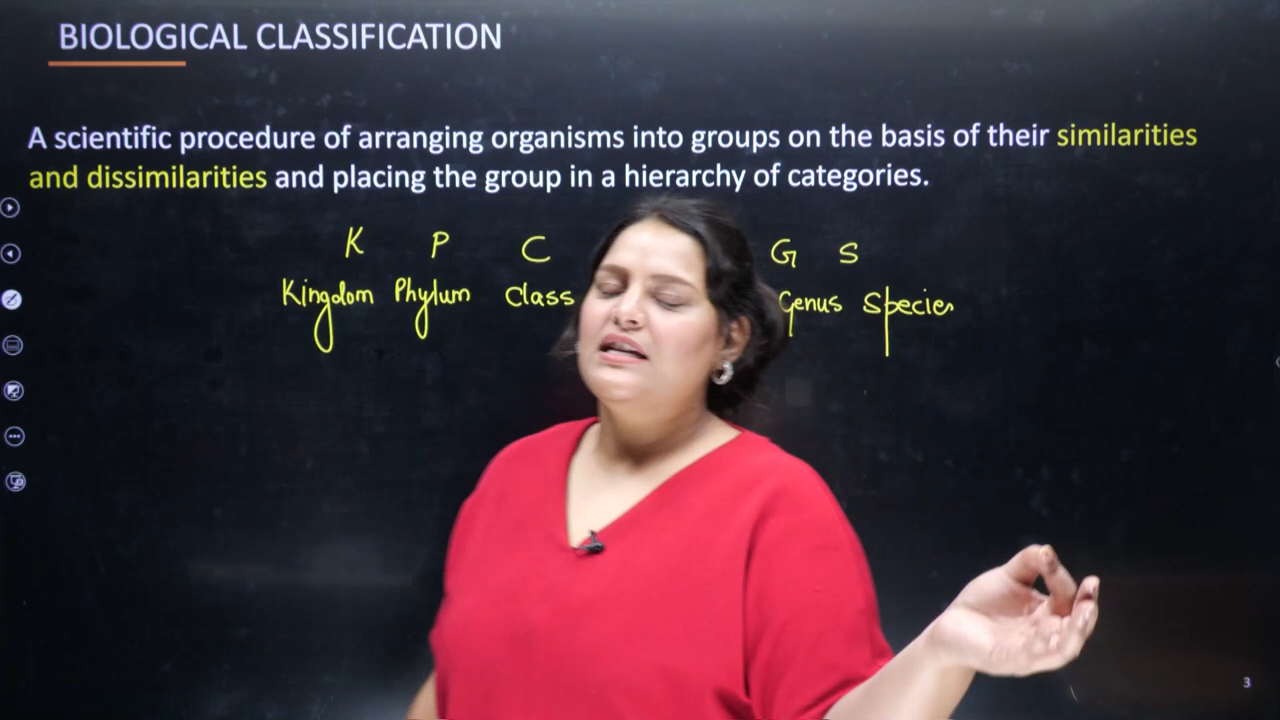 BIOLOGICAL CLASSIFICATION
A scientific procedure of arranging organisms into groups on the basis of their similarities
and dissimilarities and placing the group in a hierarchy of categories.
K P C G S
Kingdom Phylum Class Genus Species
3